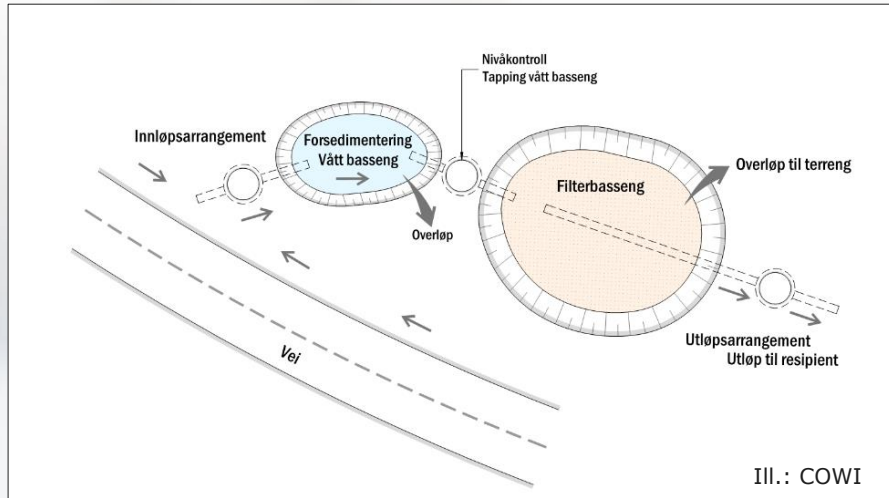 Nivåkontroll
Tapping vått basseng
Innløpsarrangement
Forsedimentering
Vått basseng
Overløp til terreng
Filterbasseng
Overløp
Utløpsarrangement
Utløp til resipient
Vei
Ill.: COWI